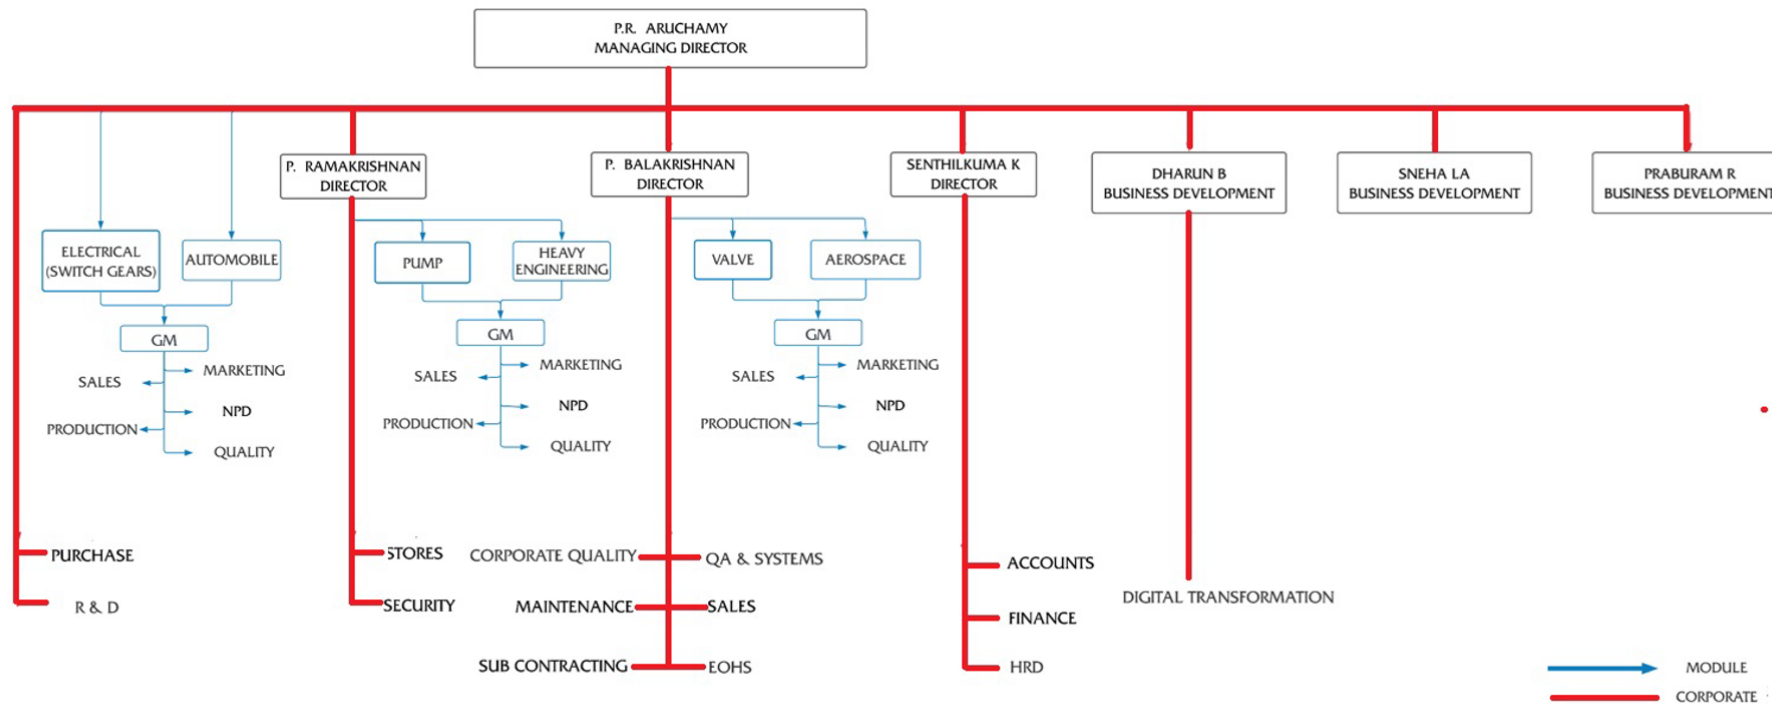 P.R. ARUCHAMY
MANAGING DIRECTOR
P. RAMAKRISHNAN
DIRECTOR
P. BALAKRISHNAN
DIRECTOR
SENTHILKUMA K
DIRECTOR
DHARUN B
BUSINESS DEVELOPMENT
SNEHA LA
BUSINESS DEVELOPMENT
PRABURAM R
BUSINESS DEVELOPMENT
ELECTRICAL
(SWITCH GEARS)
AUTOMOBILE
GM
MARKETING
SALES
NPD
PRODUCTION
QUALITY
PUMP
HEAVY
ENGINEERING
GM
MARKETING
SALES
NPD
PRODUCTION
QUALITY
VALVE
AEROSPACE
GM
MARKETING
SALES
NPD
PRODUCTION
QUALITY
PURCHASE
R & D
STORES
SECURITY
CORPORATE QUALITY
QA & SYSTEMS
MAINTENANCE
SALES
SUB CONTRACTING
EOHS
ACCOUNTS
FINANCE
HRD
DIGITAL TRANSFORMATION
MODULE
CORPORATE